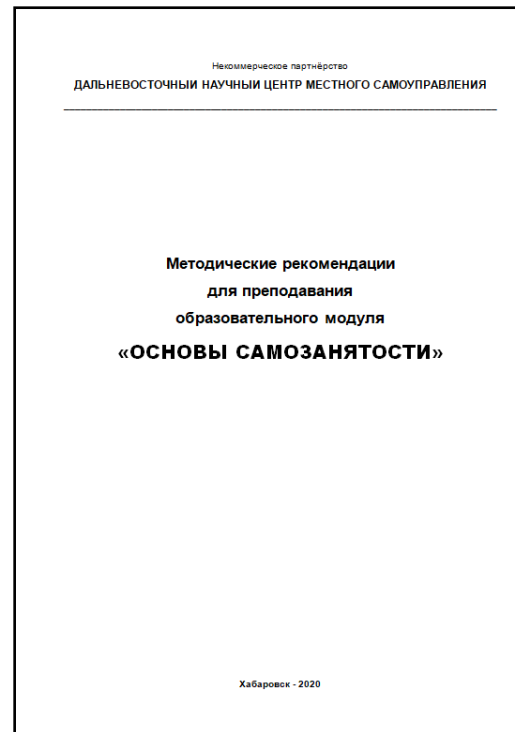 Некоммерческое партнёрство
ДАЛЬНЕВОСТОЧНЫЙ НАУЧНЫЙ ЦЕНТР МЕСТНОГО САМОУПРАВЛЕНИЯ
Методические рекомендации
для преподавания
образовательного модуля
«ОСНОВЫ САМОЗАНЯТОСТИ»
Хабаровск - 2020